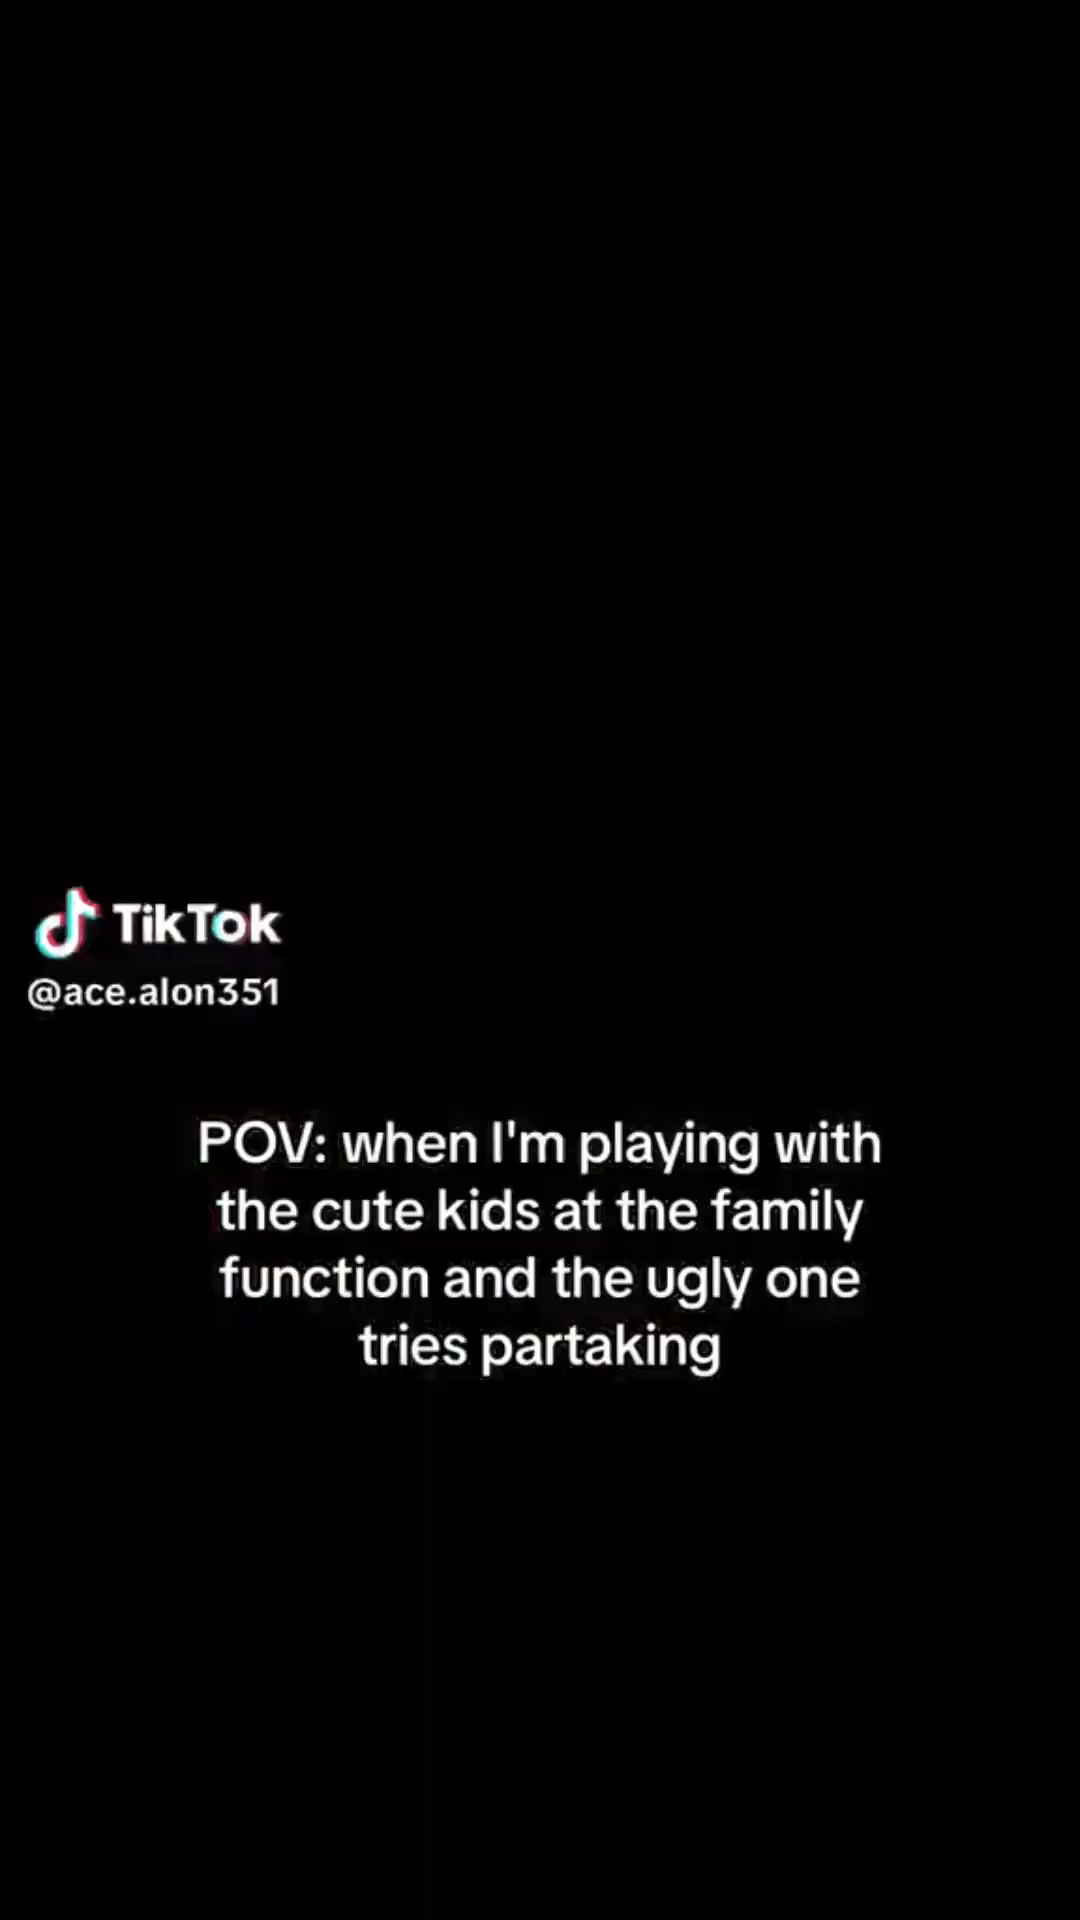 TikTok
@ace.alon351
POV: when I'm playing with
the cute kids at the family
function and the ugly one
tries partaking